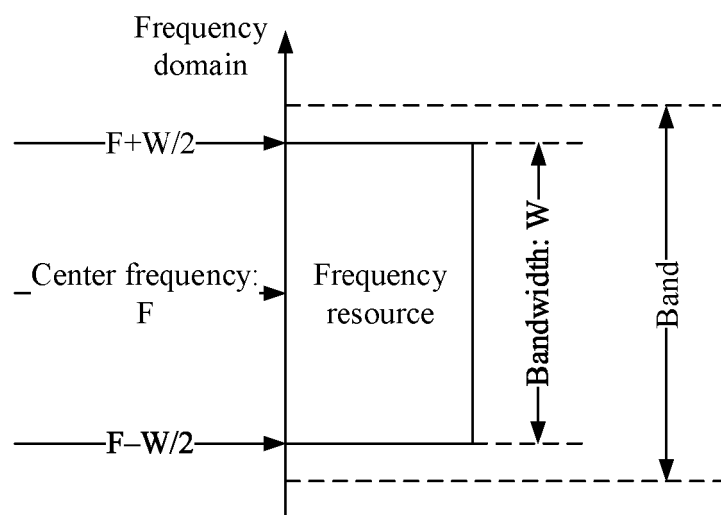 Frequency
domain
F+W/2
Center frequency:
F
Frequency
resource
F–W/2
Bandwidth: W
Band